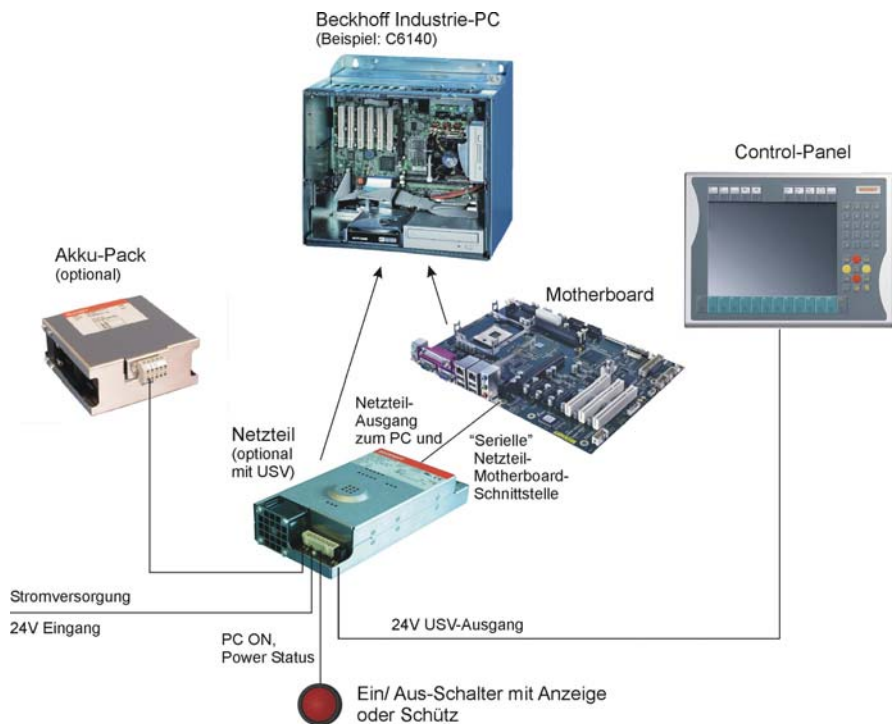 Beckhoff Industrie-PC
(Beispiel: C6140)
Control-Panel
Akku-Pack
(optional)
Motherboard
Netzteil
(optional
mit USV)
Netzteil-
Ausgang
zum PC und
"Serielle"
Netzteil-
Motherboard-
Schnittstelle
Stromversorgung
24V Eingang
24V USV-Ausgang
PC ON,
Power Status
Ein/ Aus-Schalter mit Anzeige
oder Schütz